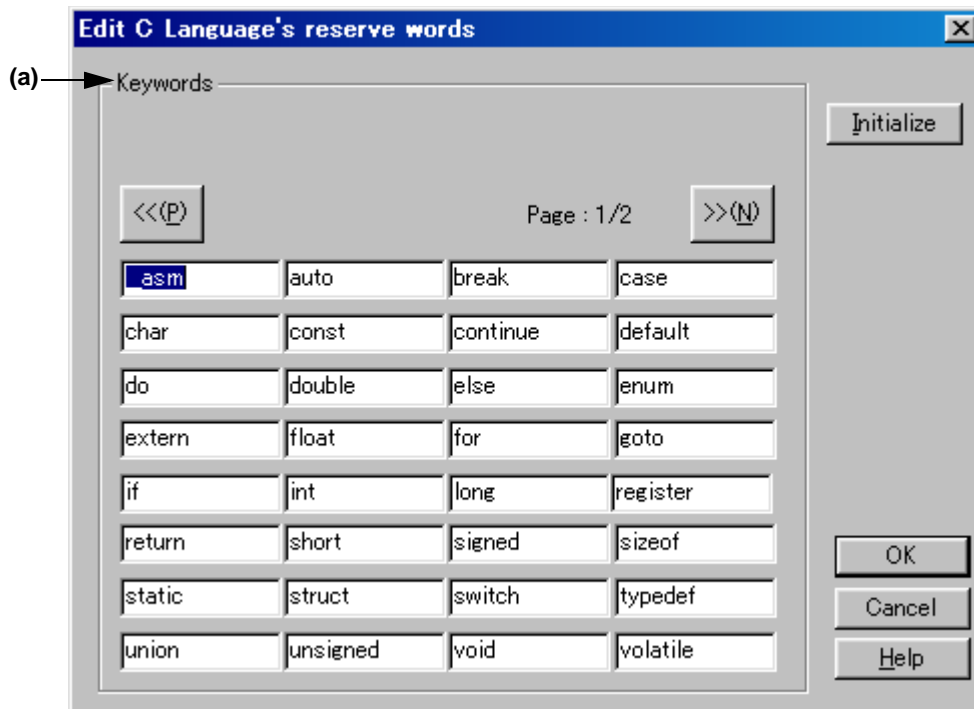 Edit C Language's reserve words
(a)
Keywords
Initialize
<<(P) Page : 1/2 >>(N)
_asm auto break case
char const continue default
do double else enum
extern float for goto
if int long register
return short signed sizeof
static struct switch typedef
union unsigned void volatile
OK
Cancel
Help